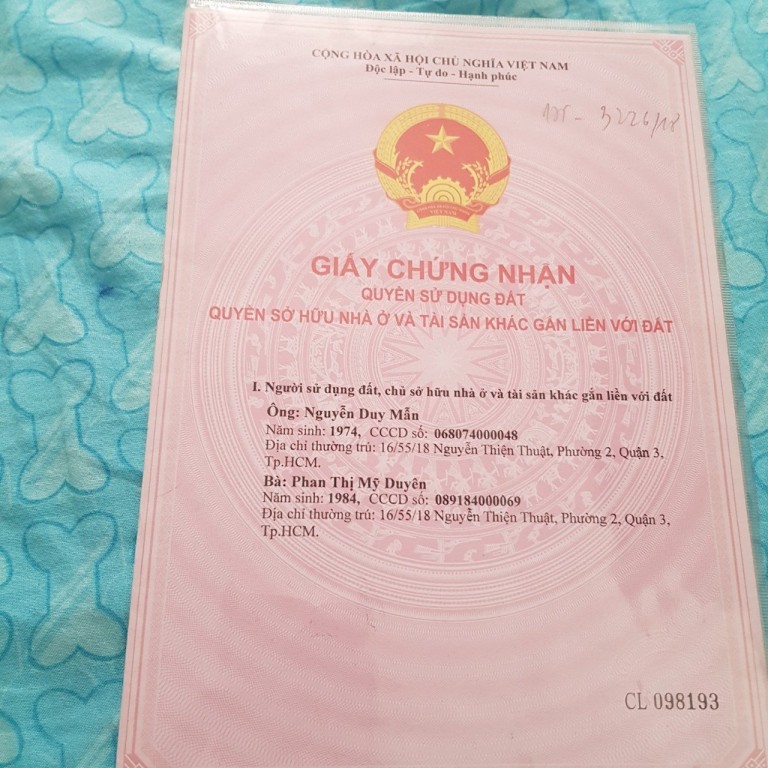 CỘNG HÒA XÃ HỘI CHỦ NGHĨA VIỆT NAM
Độc lập - Tự do - Hạnh phúc
3226/18
VIỆT NAM
GIẤY CHỨNG NHẬN
QUYỀN SỬ DỤNG ĐẤT
QUYỀN SỞ HỮU NHÀ Ở VÀ TÀI SẢN KHÁC GẮN LIỀN VỚI ĐẤT
I. Người sử dụng đất, chủ sở hữu nhà ở và tài sản khác gắn liền với đất
Ông: Nguyễn Duy Mẫn
Năm sinh: 1974, CCCD số: 068074000048
Địa chỉ thường trú: 16/55/18 Nguyễn Thiện Thuật, Phường 2, Quận 3,
Tp.HCM.
Bà: Phan Thị Mỹ Duyên
Năm sinh: 1984, CCCD số: 089184000069
Địa chỉ thường trú: 16/55/18 Nguyễn Thiện Thuật, Phường 2, Quận 3,
Tp.HCM.
CL 098193